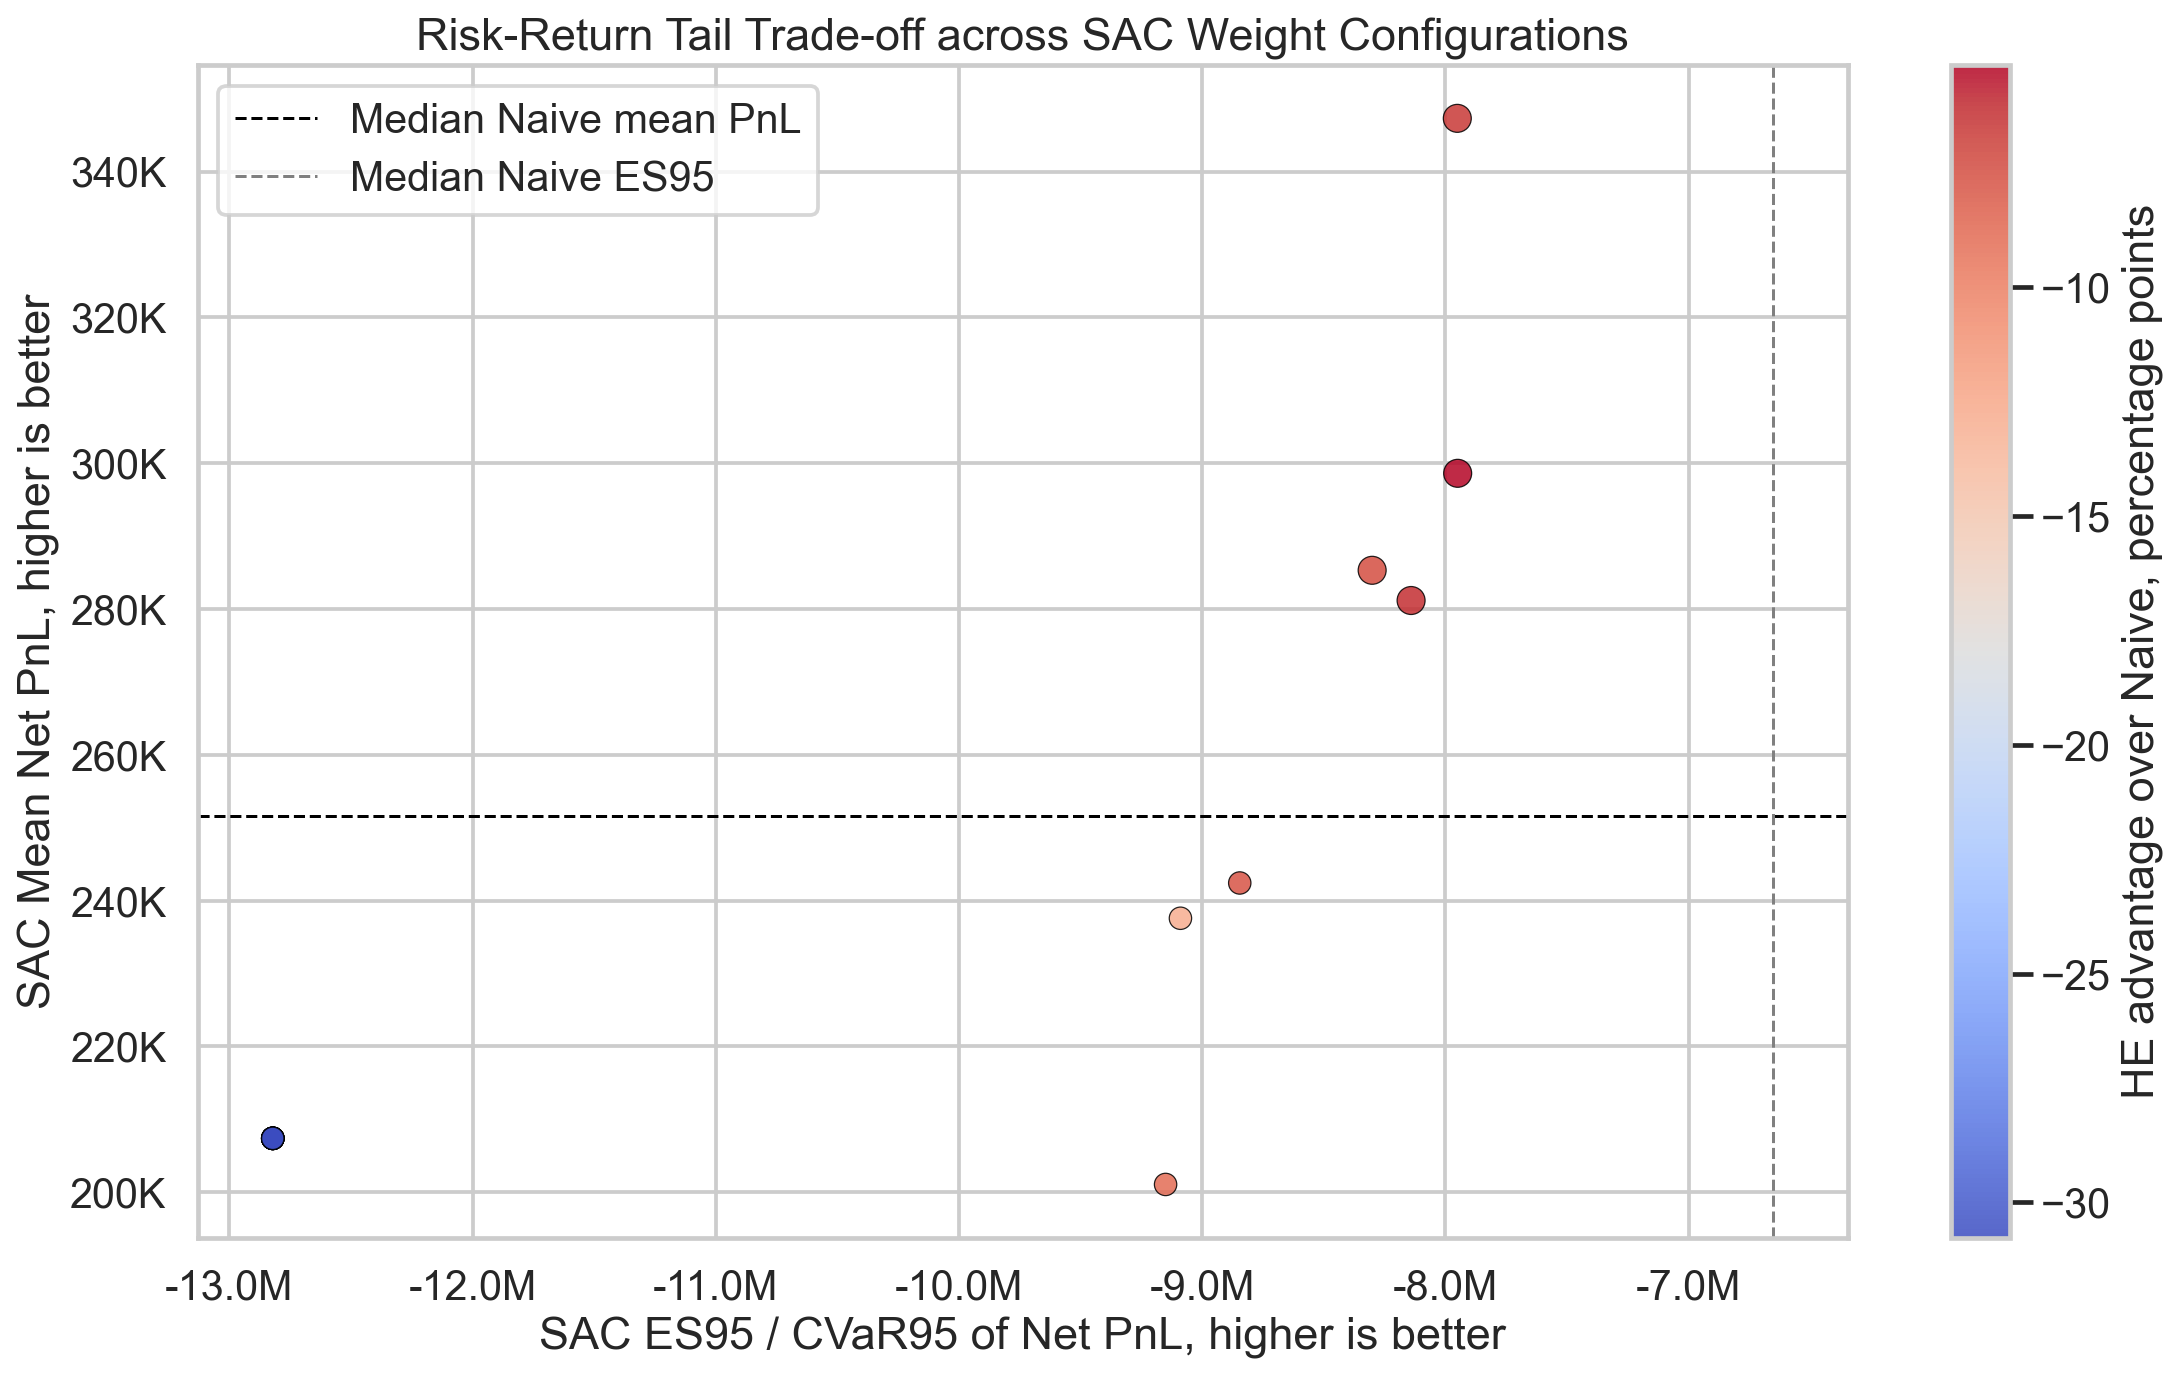 Risk-Return Tail Trade-off across SAC Weight Configurations
Median Naive mean PnL
Median Naive ES95
SAC Mean Net PnL, higher is better
340K
320K
300K
280K
260K
240K
220K
200K
-13.0M
-12.0M
-11.0M
-10.0M
-9.0M
-8.0M
-7.0M
SAC ES95 / CVaR95 of Net PnL, higher is better
−10
−15
−20
−25
−30
HE advantage over Naive, percentage points